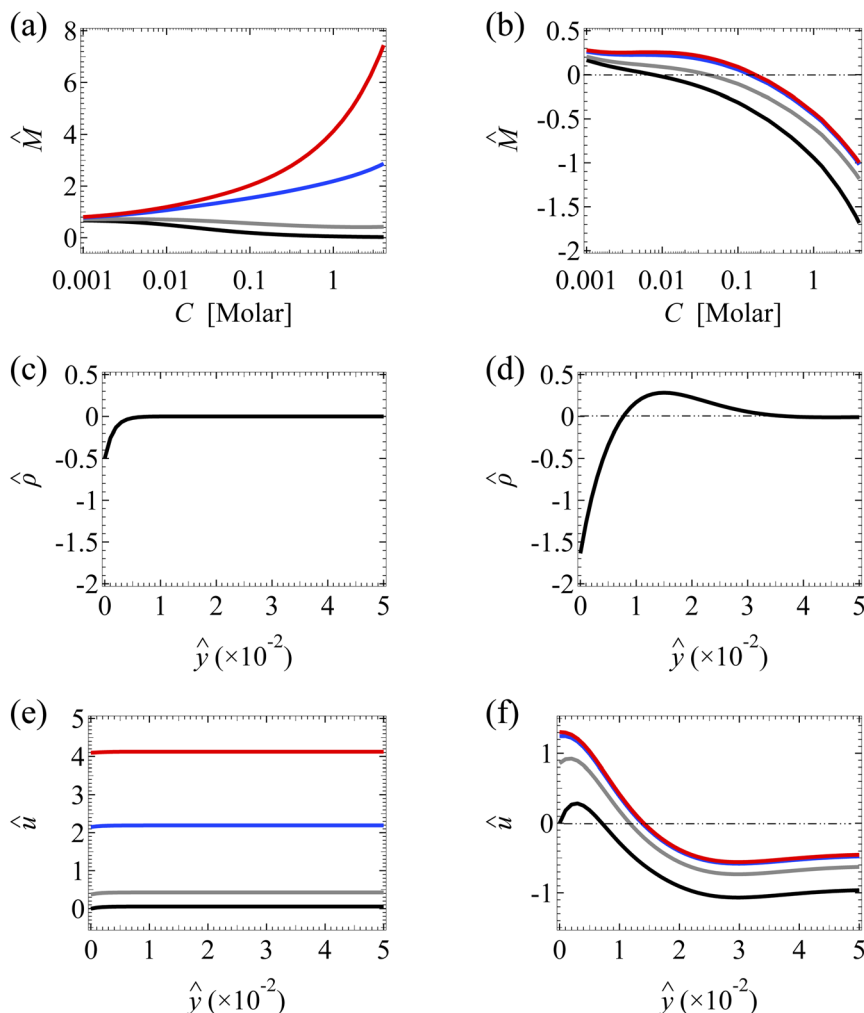 (a)
8
6
4
2
0
M̂
0.001 0.01 0.1 1
C [Molar]
(b)
0.5
0
-0.5
-1
-1.5
-2
M̂
0.001 0.01 0.1 1
C [Molar]
(c)
0.5
0
-0.5
-1
-1.5
-2
ρ̂
0 1 2 3 4 5
ŷ (×10⁻²)
(d)
0.5
0
-0.5
-1
-1.5
-2
ρ̂
0 1 2 3 4 5
ŷ (×10⁻²)
(e)
5
4
3
2
1
0
û
0 1 2 3 4 5
ŷ (×10⁻²)
(f)
1
0
-1
û
0 1 2 3 4 5
ŷ (×10⁻²)